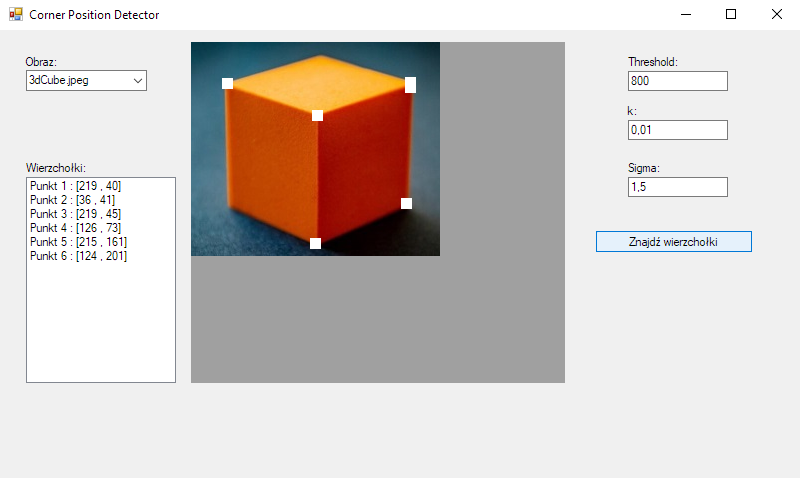 Corner Position Detector
Obraz:
3dCube.jpeg
Wierzchołki:
Punkt 1 : [219 , 40]
Punkt 2 : [36 , 41]
Punkt 3 : [219 , 45]
Punkt 4 : [126 , 73]
Punkt 5 : [215 , 161]
Punkt 6 : [124 , 201]
Threshold:
800
k:
0,01
Sigma:
1,5
Znajdź wierzchołki